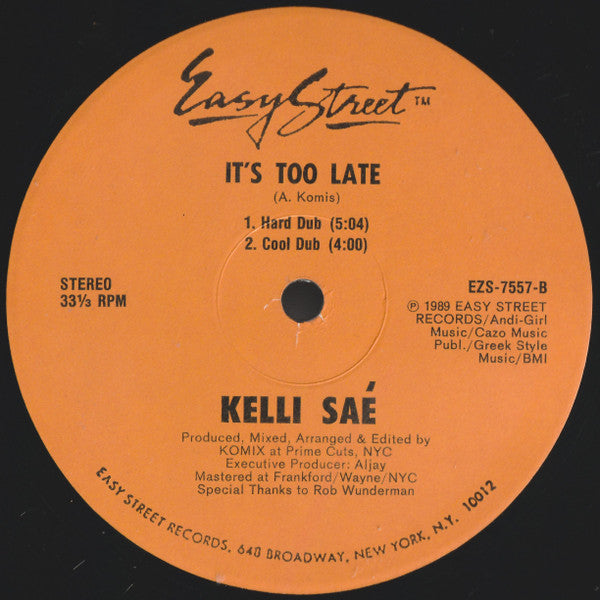 Easy Street™
IT'S TOO LATE
(A. Komis)
1. Hard Dub (5:04)
2. Cool Dub (4:00)
STEREO
33⅓ RPM
EZS-7557-B
℗ 1989 EASY STREET
RECORDS/Andi-Girl
Music/Cazo Music
Publ./Greek Style
Music/BMI
KELLI SAÉ
Produced, Mixed, Arranged & Edited by
KOMIX at Prime Cuts, NYC
Executive Producer: Aljay
Mastered at Frankford/Wayne/NYC
Special Thanks to Rob Wunderman
EASY STREET RECORDS, 648 BROADWAY, NEW YORK, N.Y. 10012